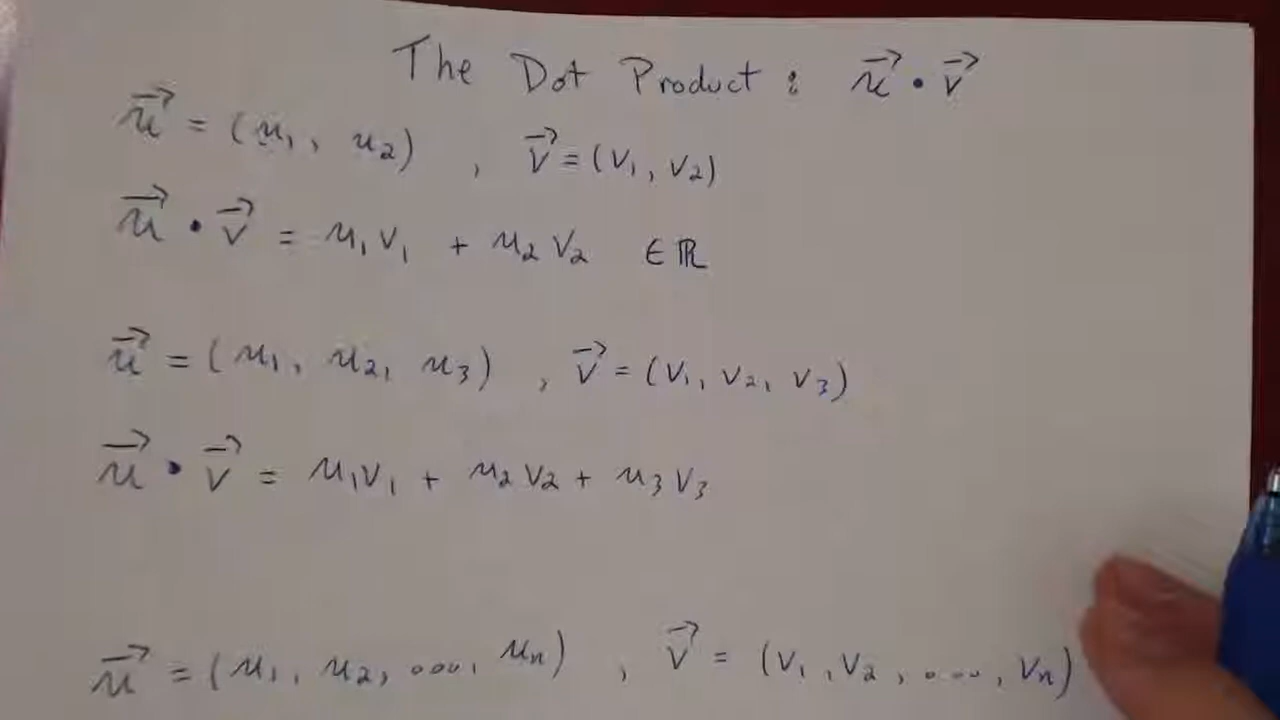 The Dot Product : u⃗ • v⃗
u⃗ = (u₁, u₂) , v⃗ = (v₁, v₂)
u⃗ • v⃗ = u₁v₁ + u₂v₂ ∈ ℝ
u⃗ = (u₁, u₂, u₃) , v⃗ = (v₁, v₂, v₃)
u⃗ • v⃗ = u₁v₁ + u₂v₂ + u₃v₃
u⃗ = (u₁, u₂, ...., uₙ) , v⃗ = (v₁, v₂, ...., vₙ)